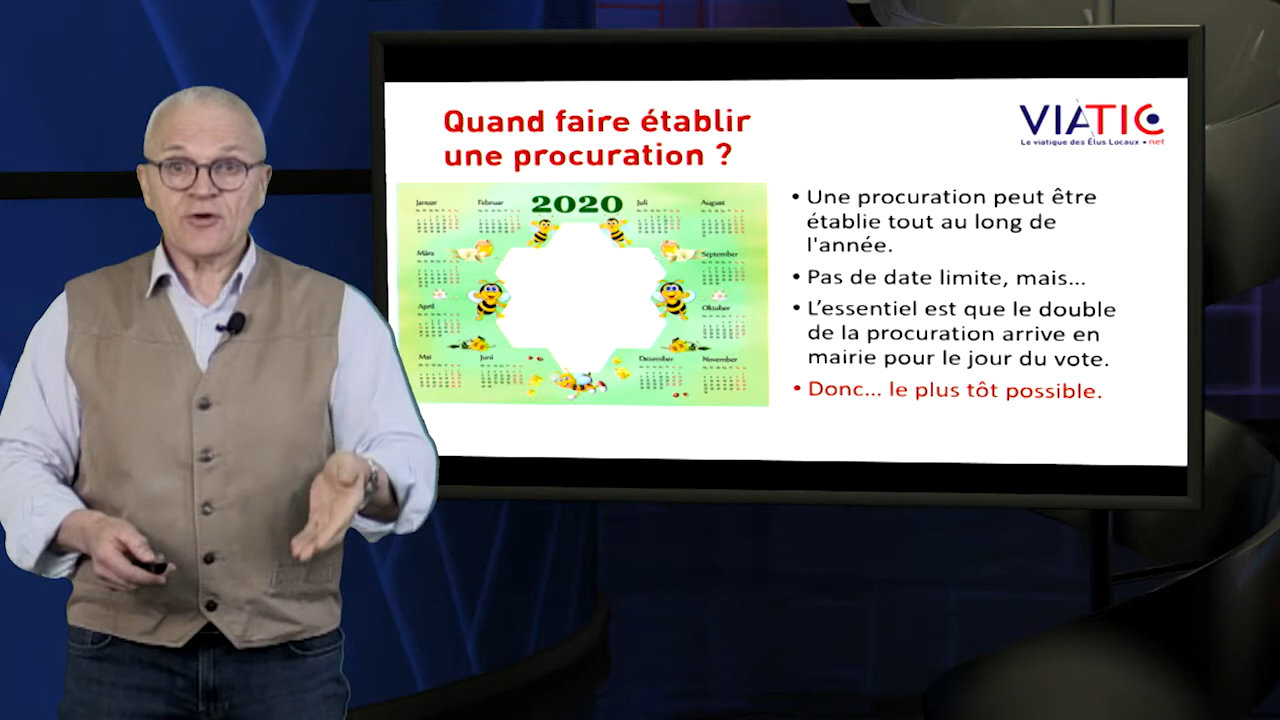 Quand faire établir
une procuration ?
VIATIC
Le viatique des Élus Locaux • net
2020
Januar
Februar
Juli
August
März
September
April
Oktober
Mai
Juni
Dezember
November
• Une procuration peut être
établie tout au long de
l'année.
• Pas de date limite, mais...
• L’essentiel est que le double
de la procuration arrive en
mairie pour le jour du vote.
• Donc... le plus tôt possible.